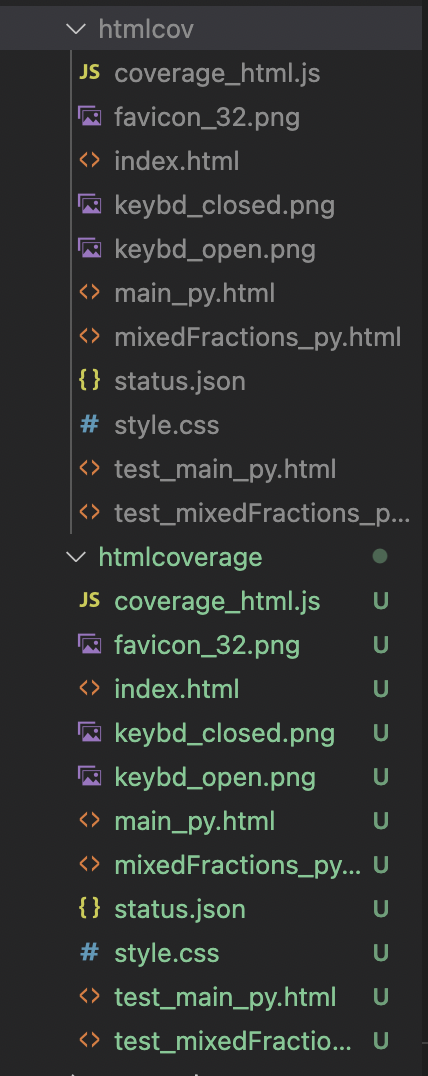 htmlcov
JS coverage_html.js
favicon_32.png
<> index.html
keybd_closed.png
keybd_open.png
<> main_py.html
<> mixedFractions_py.html
{} status.json
# style.css
<> test_main_py.html
<> test_mixedFractions_p...
htmlcoverage
JS coverage_html.js U
favicon_32.png U
<> index.html U
keybd_closed.png U
keybd_open.png U
<> main_py.html U
<> mixedFractions_py... U
{} status.json U
# style.css U
<> test_main_py.html U
<> test_mixedFractio... U